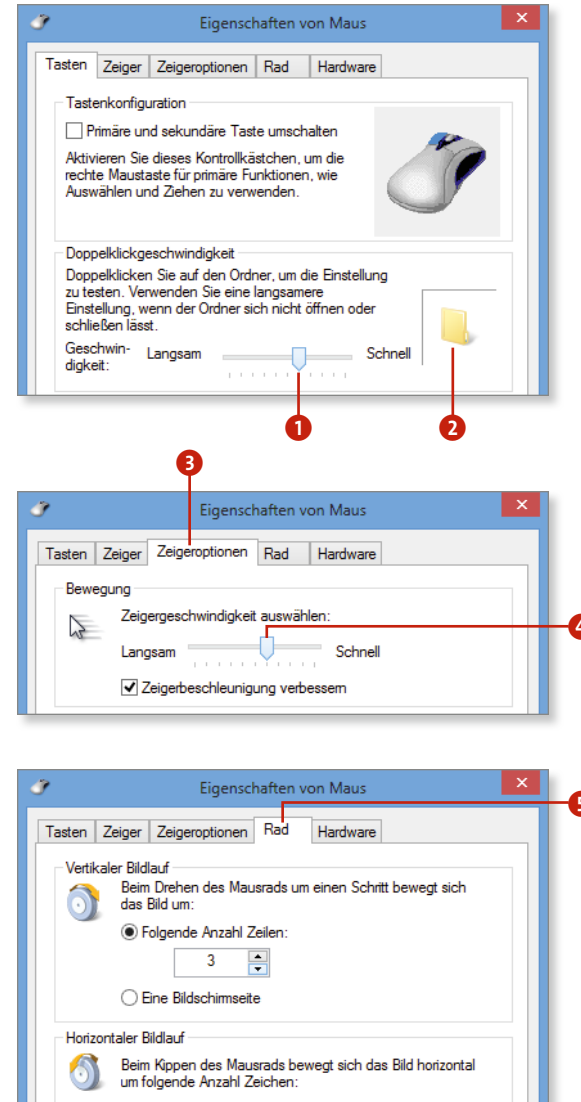 Eigenschaften von Maus
Tasten Zeiger Zeigeroptionen Rad Hardware
Tastenkonfiguration
Primäre und sekundäre Taste umschalten
Aktivieren Sie dieses Kontrollkästchen, um die
rechte Maustaste für primäre Funktionen, wie
Auswählen und Ziehen zu verwenden.
Doppelklickgeschwindigkeit
Doppelklicken Sie auf den Ordner, um die Einstellung
zu testen. Verwenden Sie eine langsamere
Einstellung, wenn der Ordner sich nicht öffnen oder
schließen lässt.
Geschwin-
digkeit:
Langsam Schnell
1 2
3
Eigenschaften von Maus
Tasten Zeiger Zeigeroptionen Rad Hardware
Bewegung
Zeigergeschwindigkeit auswählen:
4
Langsam Schnell
Zeigerbeschleunigung verbessern
Eigenschaften von Maus
5
Tasten Zeiger Zeigeroptionen Rad Hardware
Vertikaler Bildlauf
Beim Drehen des Mausrads um einen Schritt bewegt sich
das Bild um:
Folgende Anzahl Zeilen:
3
Eine Bildschirmseite
Horizontaler Bildlauf
Beim Kippen des Mausrads bewegt sich das Bild horizontal
um folgende Anzahl Zeichen: